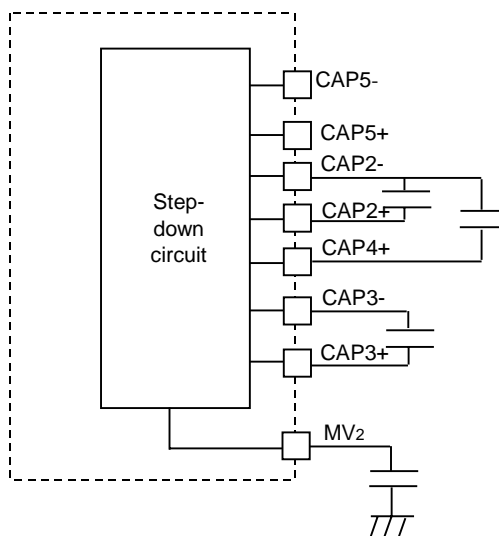 CAP5-
CAP5+
CAP2-
CAP2+
CAP4+
CAP3-
CAP3+
MV2
Step-
down
circuit